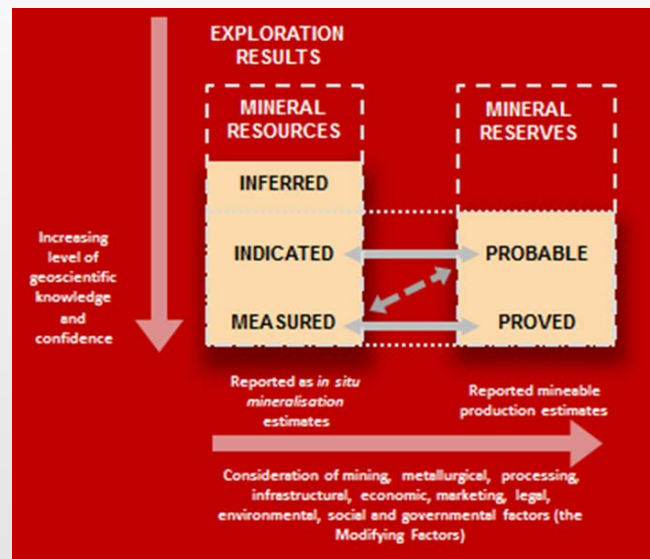 EXPLORATION
RESULTS
MINERAL
RESOURCES
MINERAL
RESERVES
INFERRED
INDICATED
PROBABLE
MEASURED
PROVED
Increasing
level of
geoscientific
knowledge
and
confidence
Reported as in situ
mineralisation
estimates
Reported mineable
production estimates
Consideration of mining, metallurgical, processing,
infrastructural, economic, marketing, legal,
environmental, social and governmental factors (the
Modifying Factors)